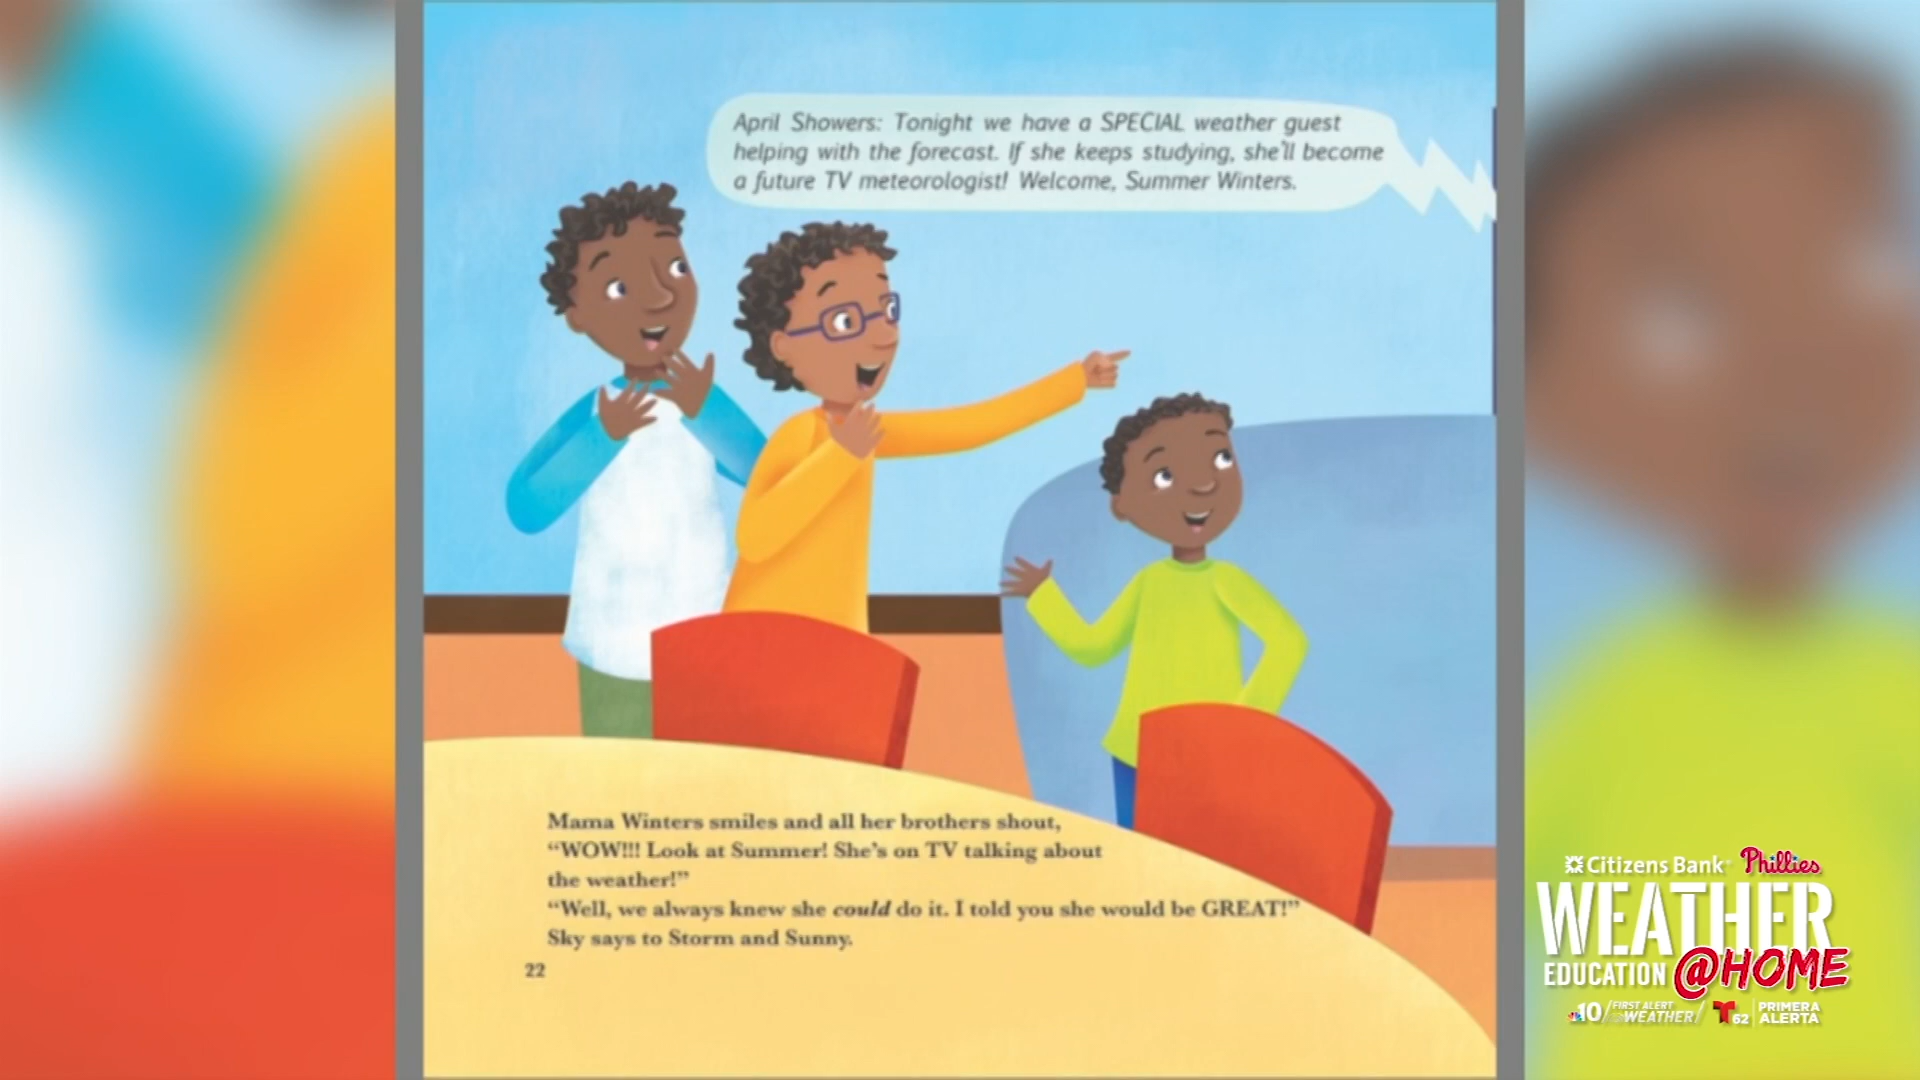 April Showers: Tonight we have a SPECIAL weather guest
helping with the forecast. If she keeps studying, she'll become
a future TV meteorologist! Welcome, Summer Winters.
Mama Winters smiles and all her brothers shout,
“WOW!!! Look at Summer! She’s on TV talking about
the weather!”
“Well, we always knew she could do it. I told you she would be GREAT!”
Sky says to Storm and Sunny.
22
Citizens Bank Phillies
WEATHER
EDUCATION @HOME
10 FIRST ALERT WEATHER
T 62 PRIMERA ALERTA